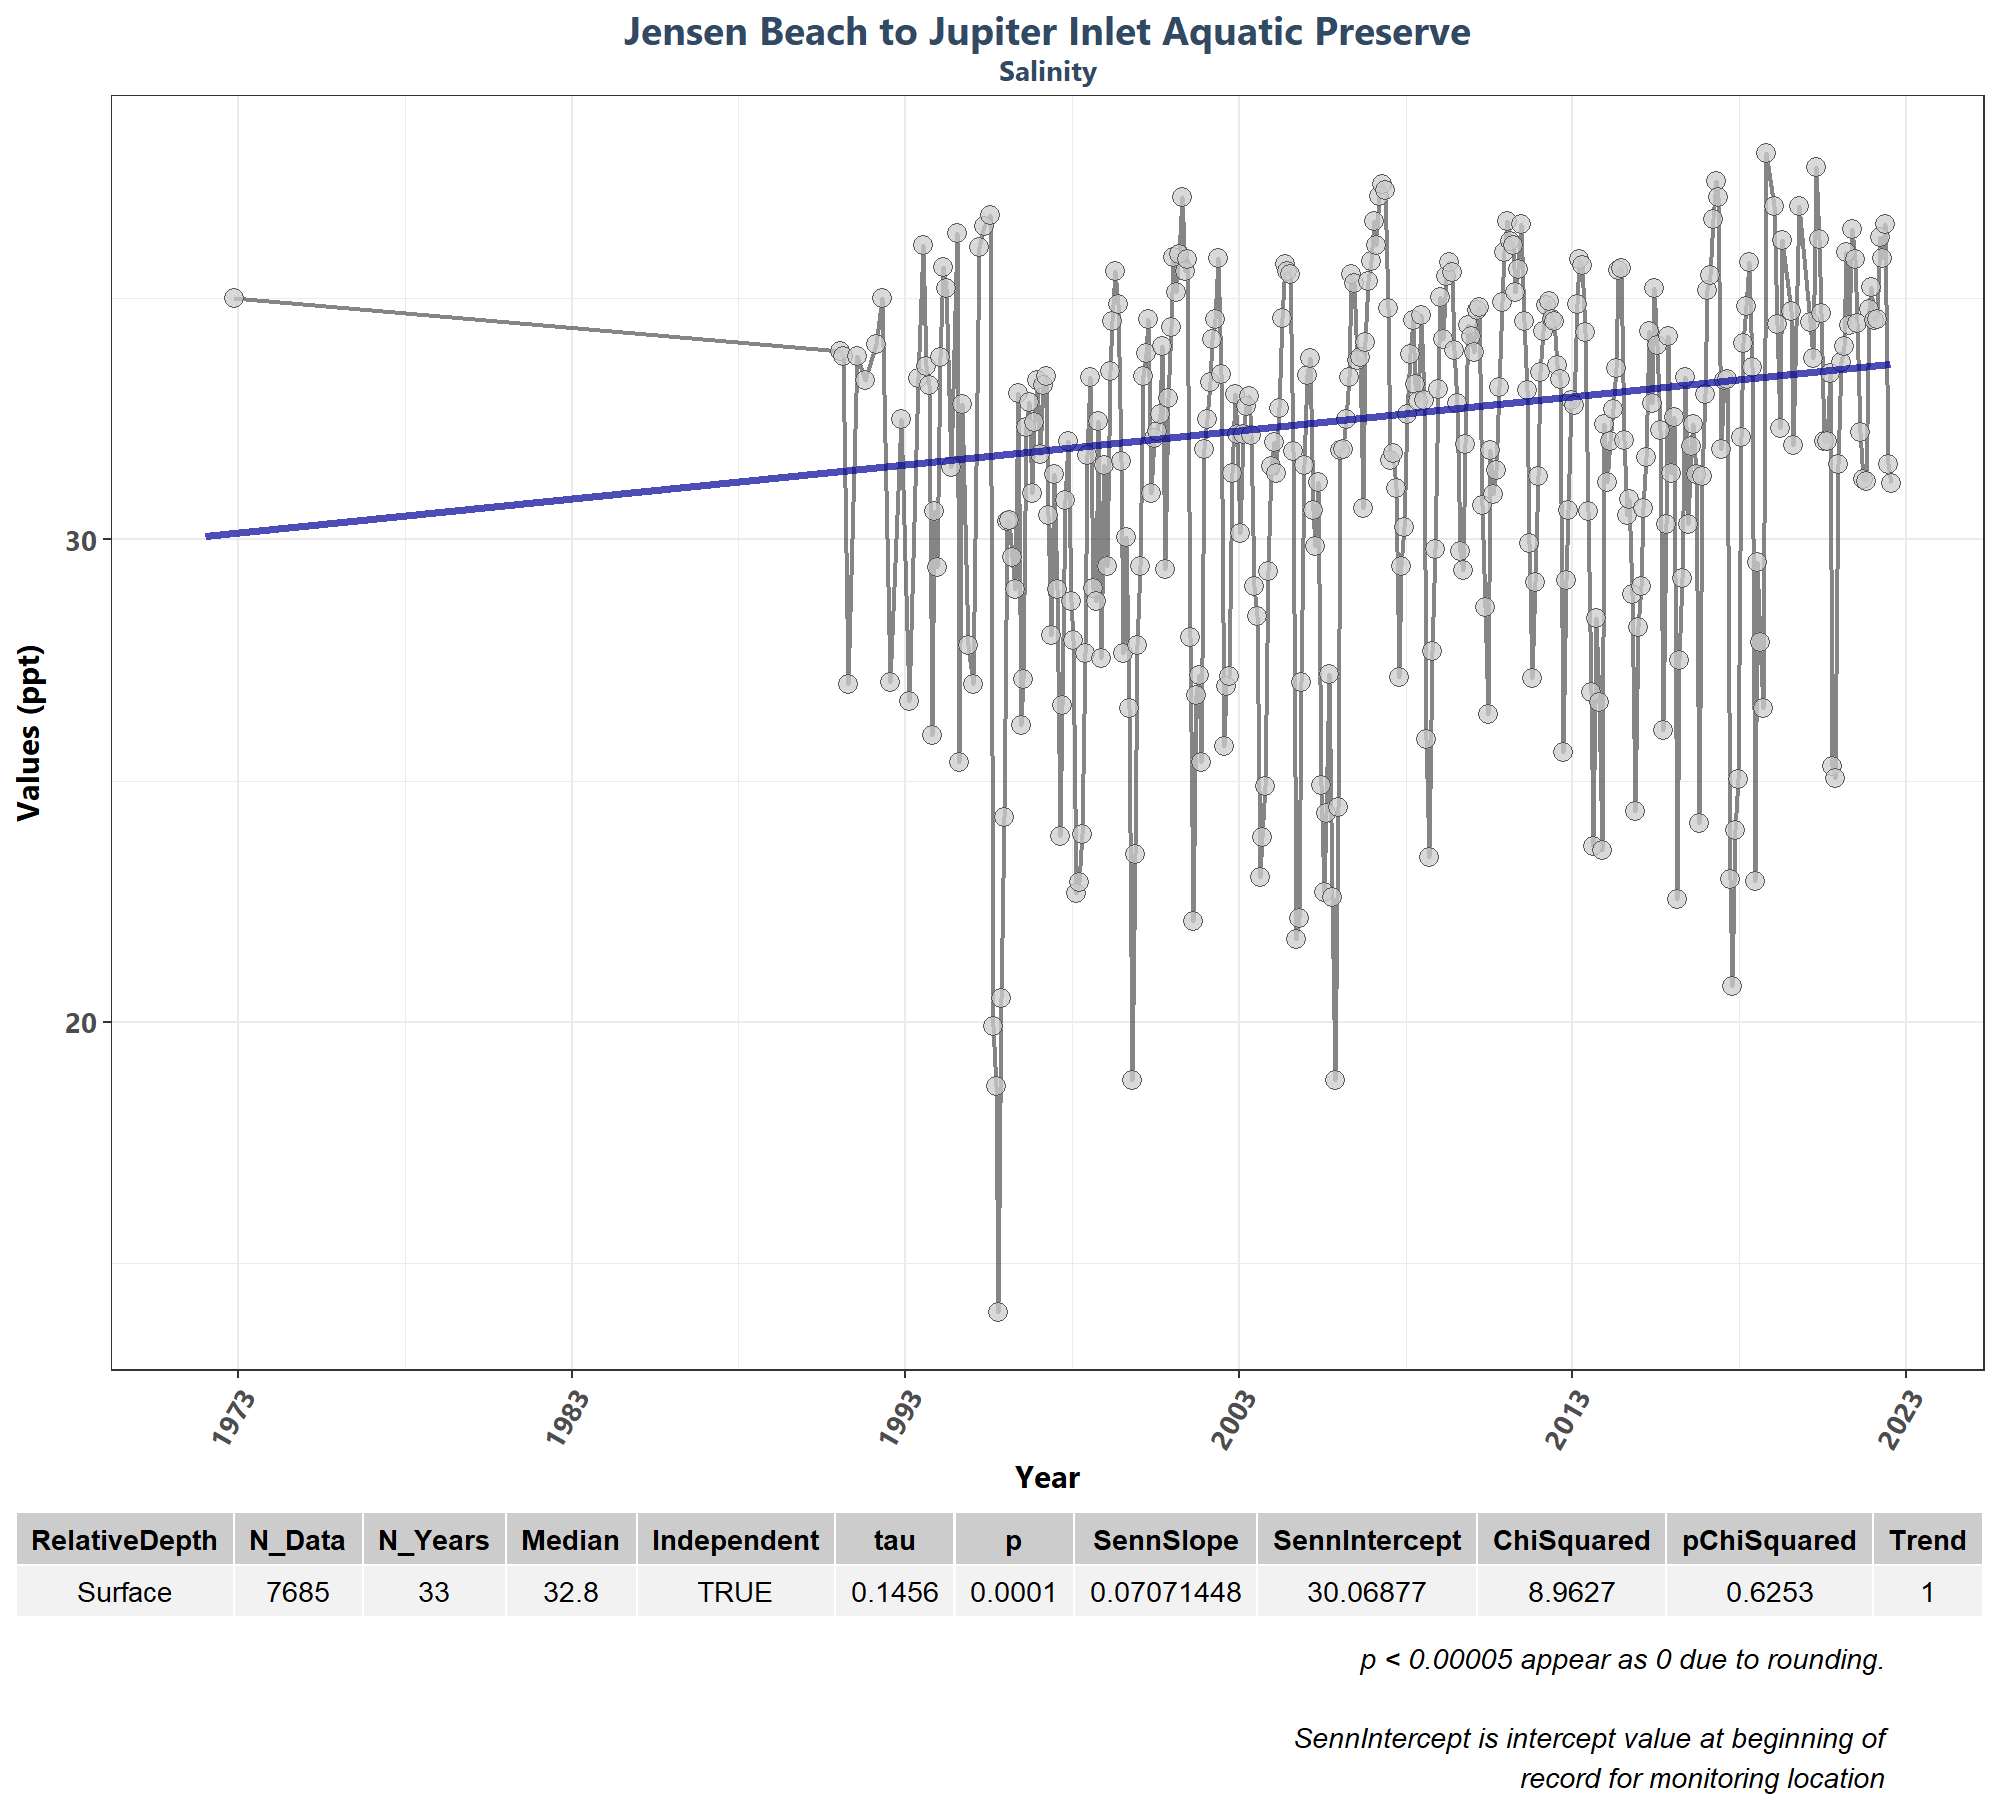 Jensen Beach to Jupiter Inlet Aquatic Preserve
Salinity
Values (ppt)
30
20
1973
1983
1993
2003
2013
2023
Year
RelativeDepth N_Data N_Years Median Independent tau p SennSlope SennIntercept ChiSquared pChiSquared Trend
Surface 7685 33 32.8 TRUE 0.1456 0.0001 0.07071448 30.06877 8.9627 0.6253 1
p < 0.00005 appear as 0 due to rounding.
SennIntercept is intercept value at beginning of
record for monitoring location